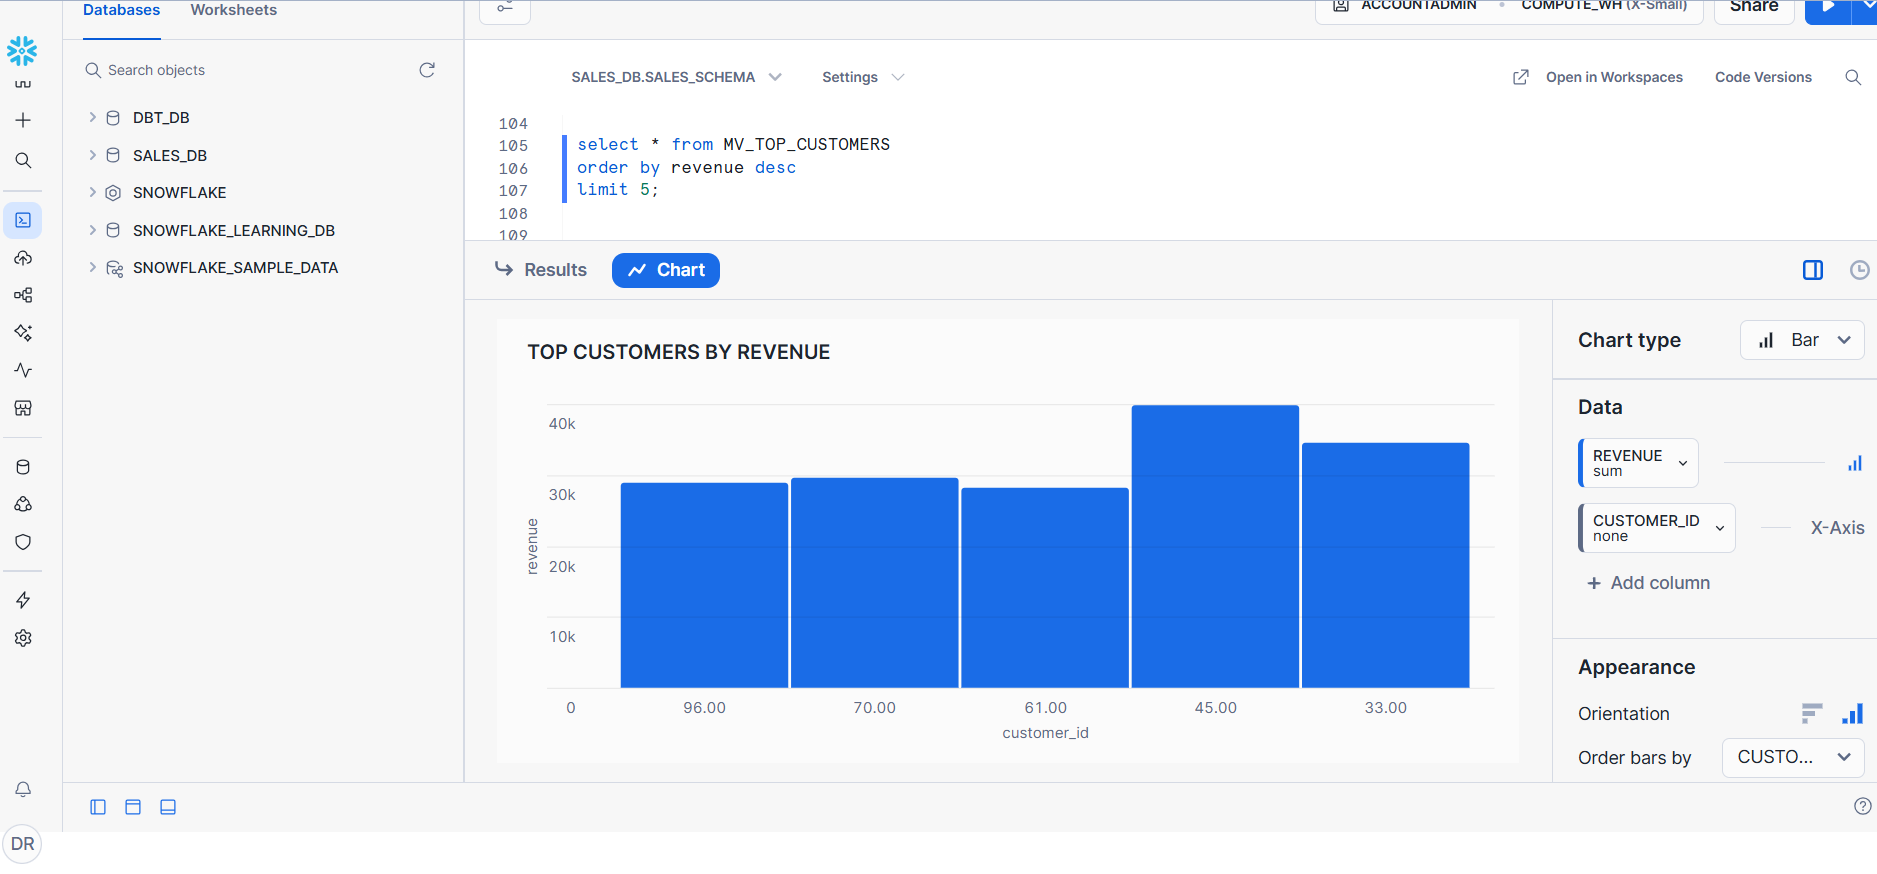 Databases Worksheets
ACCOUNTADMIN • COMPUTE_WH (X-Small) Share
Search objects
SALES_DB.SALES_SCHEMA Settings Open in Workspaces Code Versions
DBT_DB
SALES_DB
SNOWFLAKE
SNOWFLAKE_LEARNING_DB
SNOWFLAKE_SAMPLE_DATA
104
105 select * from MV_TOP_CUSTOMERS
106 order by revenue desc
107 limit 5;
108
109
Results Chart
TOP CUSTOMERS BY REVENUE
40k
30k
20k
10k
0
revenue
96.00 70.00 61.00 45.00 33.00
customer_id
Chart type Bar
Data
REVENUE
sum
CUSTOMER_ID
none
X-Axis
+ Add column
Appearance
Orientation
Order bars by CUSTO...
DR